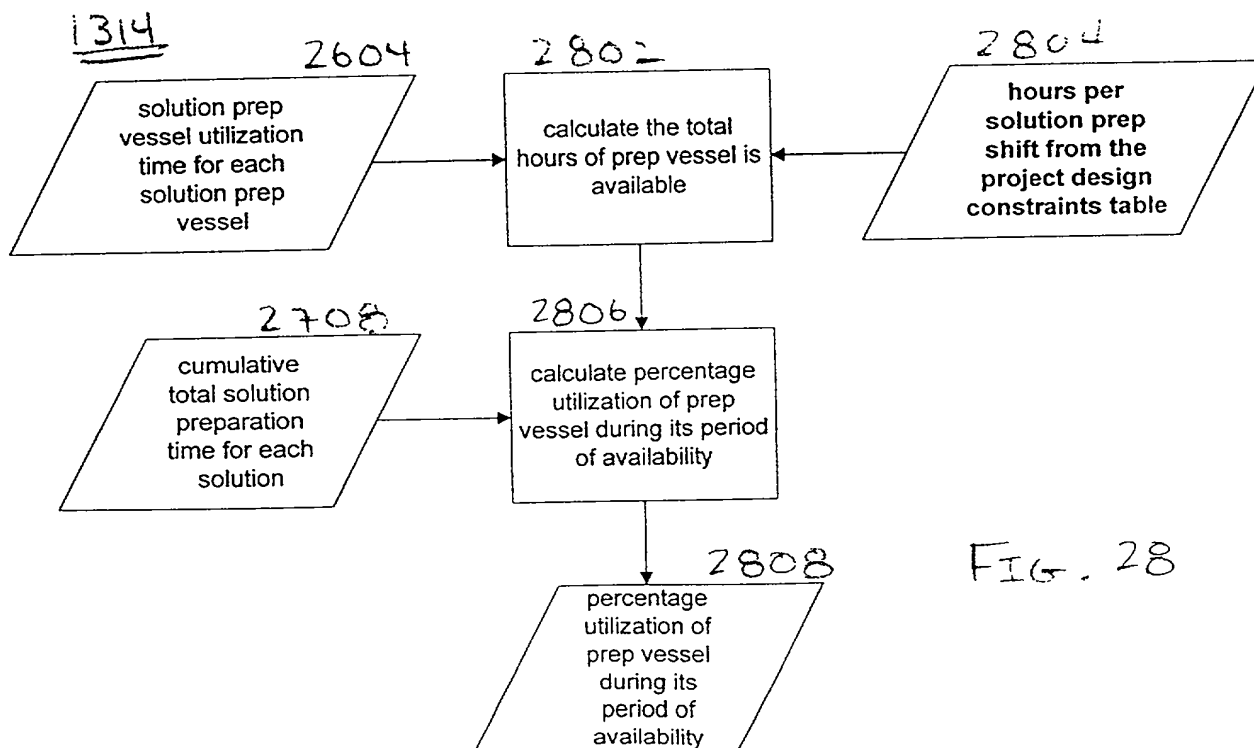 1314
2604
solution prep
vessel utilization
time for each
solution prep
vessel
2802
calculate the total
hours of prep vessel is
available
2804
hours per
solution prep
shift from the
project design
constraints table
2708
cumulative
total solution
preparation
time for each
solution
2806
calculate percentage
utilization of prep
vessel during its period
of availability
2808
percentage
utilization of
prep vessel
during its
period of
availability
FIG. 28